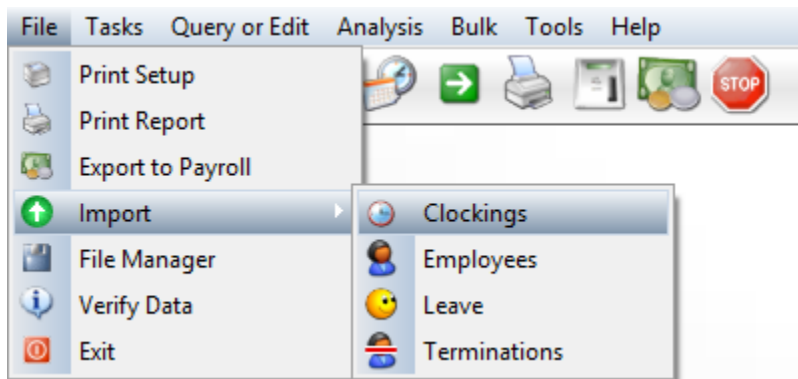 File Tasks Query or Edit Analysis Bulk Tools Help
Print Setup
STOP
Print Report
Export to Payroll
Import
Clockings
File Manager
Employees
Verify Data
Leave
Exit
Terminations